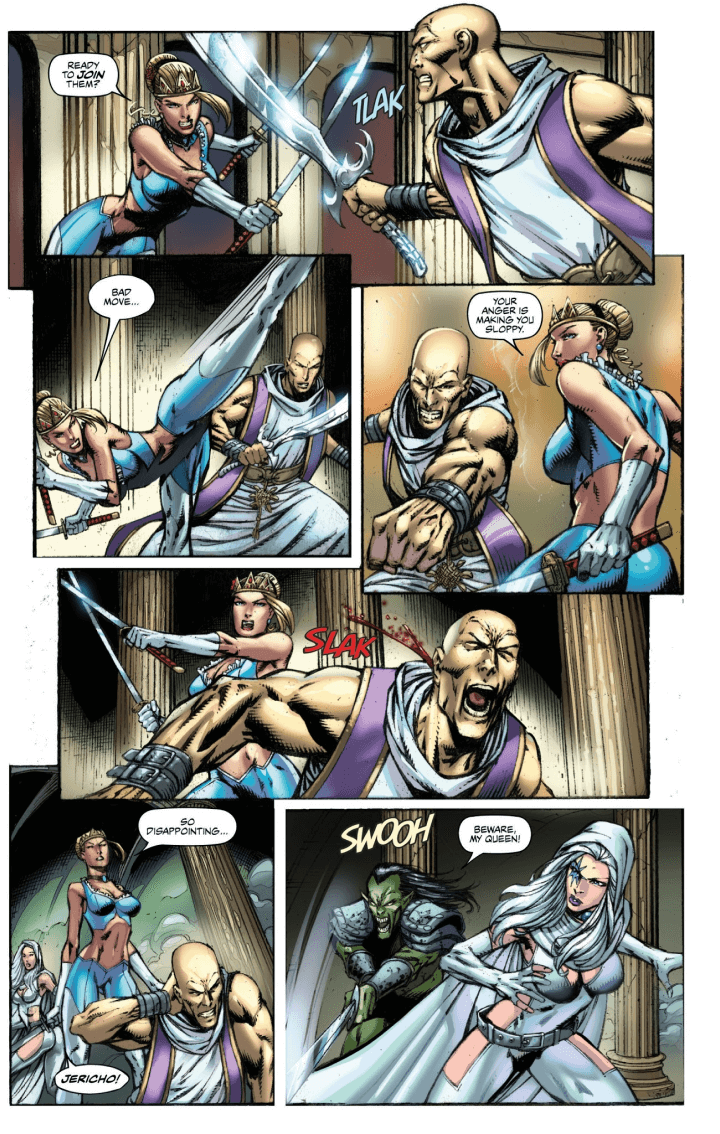 READY
TO JOIN
THEM?
TLAK
BAD
MOVE...
YOUR
ANGER IS
MAKING YOU
SLOPPY.
SLAK
SO
DISAPPOINTING...
JERICHO!
SWOOH
BEWARE,
MY QUEEN!